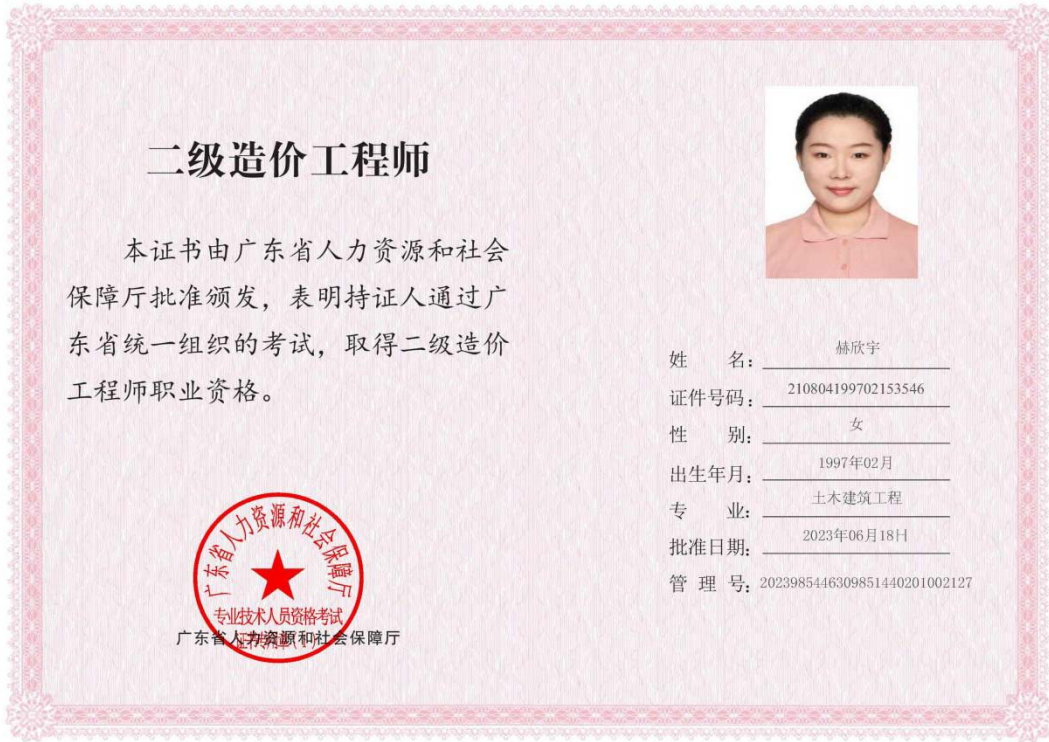 二级造价工程师
本证书由广东省人力资源和社会
保障厅批准颁发，表明持证人通过广
东省统一组织的考试，取得二级造价
工程师职业资格。
广东省人力资源和社会保障厅
专业技术人员资格考试
广东省人力资源和社会保障厅
姓名：赫欣宇
证件号码：210804199702153546
性别：女
出生年月：1997年02月
专业：土木建筑工程
批准日期：2023年06月18日
管理号：20239854463098514402010021​27